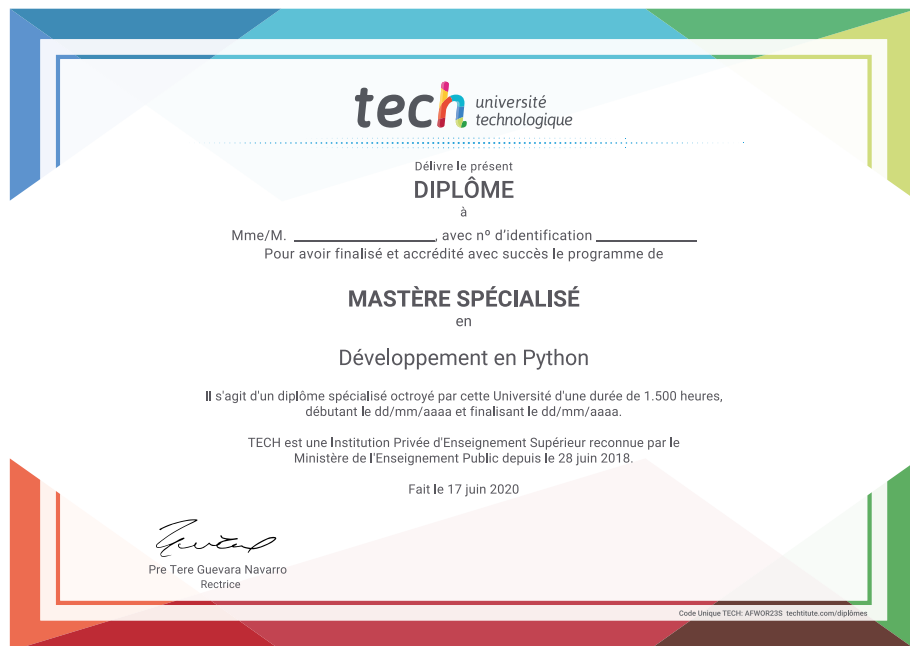 tech université
technologique
Délivre le présent
DIPLÔME
à
Mme/M. ____________, avec nº d'identification ____________
Pour avoir finalisé et accrédité avec succès le programme de
MASTÈRE SPÉCIALISÉ
en
Développement en Python
Il s'agit d'un diplôme spécialisé octroyé par cette Université d'une durée de 1.500 heures,
débutant le dd/mm/aaaa et finalisant le dd/mm/aaaa.
TECH est une Institution Privée d'Enseignement Supérieur reconnue par le
Ministère de l'Enseignement Public depuis le 28 juin 2018.
Fait le 17 juin 2020
Pre Tere Guevara Navarro
Rectrice
Code Unique TECH: AFWOR23S techtitute.com/diplômes